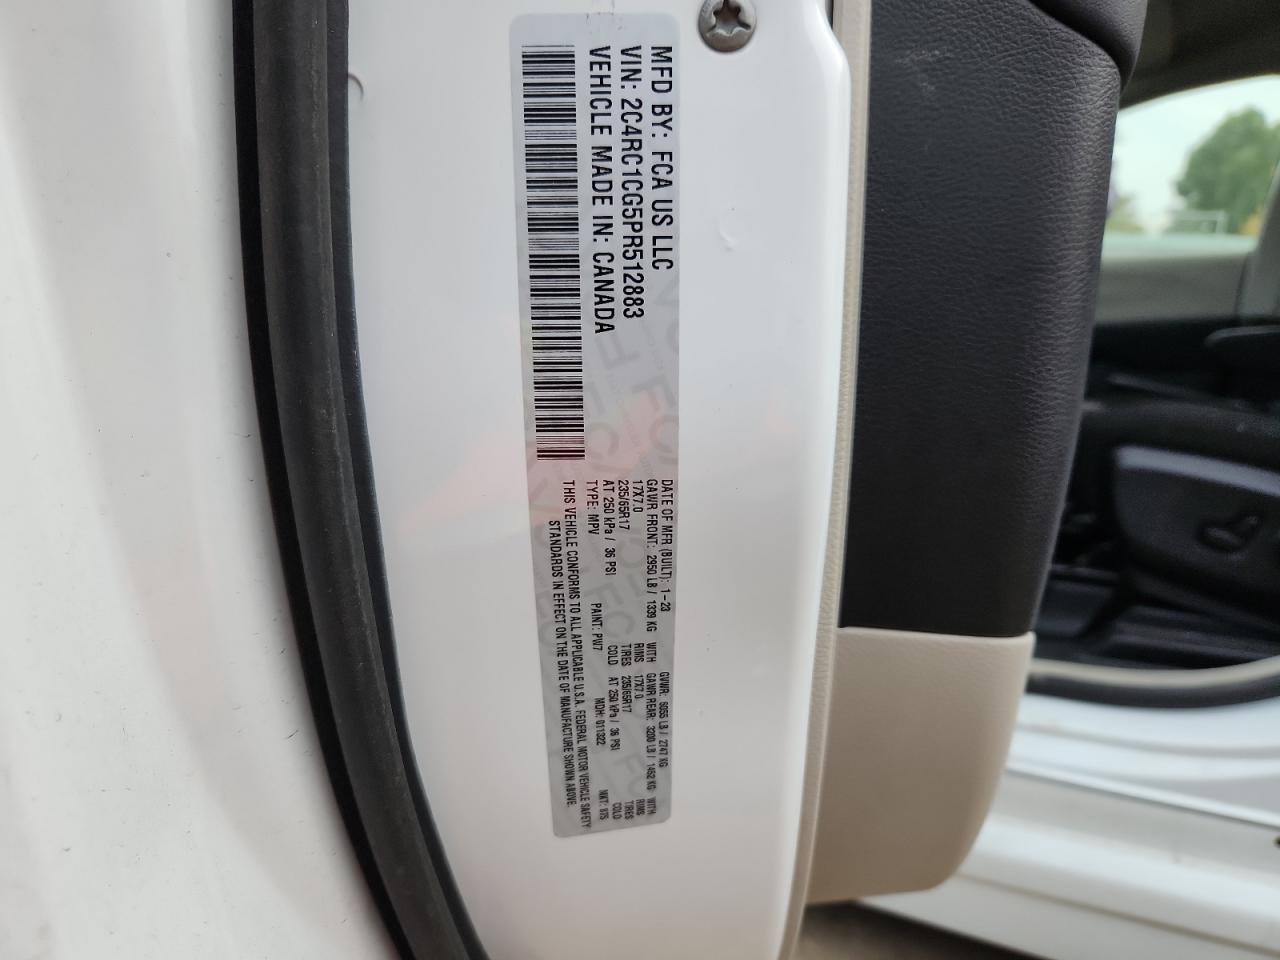 MFD BY: FCA US LLC
VIN: 2C4RC1CG5PR512883
VEHICLE MADE IN: CANADA
DATE OF MFR (BUILT): 1-23 GVWR: 6055 LB / 2747 KG
GAWR FRONT: 2950 LB / 1339 KG WITH GAWR REAR: 3200 LB / 1452 KG WITH
17X7.0 RIMS 17X7.0 RIMS
235/65R17 TIRES 235/65R17 TIRES
AT 250 kPa / 36 PSI COLD AT 250 kPa / 36 PSI COLD
TYPE: MPV PAINT: PW7 MDH: 011322 MKT: 075
THIS VEHICLE CONFORMS TO ALL APPLICABLE U.S.A. FEDERAL MOTOR VEHICLE SAFETY
STANDARDS IN EFFECT ON THE DATE OF MANUFACTURE SHOWN ABOVE.